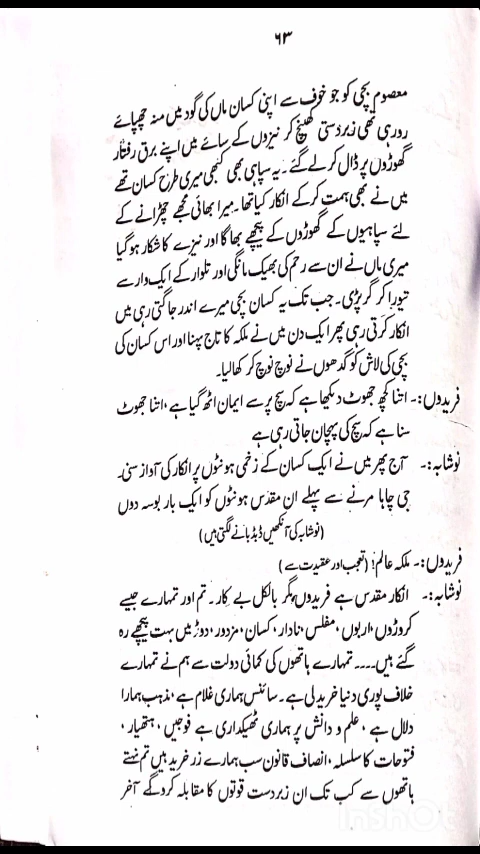 ۶۳
معصوم بچی کو جو خوف سے اپنی کسان ماں کی گود میں منہ چھپائے
رو رہی تھی زبردستی کھینچ کر نیزوں کے سائے میں اپنے برق رفتار
گھوڑوں پر ڈال کر لے گئے۔ یہ سپاہی بھی کبھی میری طرح کسان تھے
میں نے بھی ہمت کر کے انکار کیا تھا۔ میرا بھائی مجھے چھڑانے کے
لئے سپاہیوں کے گھوڑوں کے پیچھے بھاگا اور نیزے کا شکار ہو گیا
میری ماں نے ان سے رحم کی بھیک مانگی اور تلوار کے ایک وار سے
تیورا کر گر پڑی۔ جب تک یہ کسان بچی میرے اندر جاگتی رہی میں
انکار کرتی رہی پھر ایک دن میں نے ملکہ کا تاج پہنا اور اس کسان کی
بچی کی لاش کو گدھوں نے نوچ نوچ کر کھا لیا۔
فریدوں:۔ اتنا کچھ جھوٹ دیکھا ہے کہ سچ پر سے ایمان اٹھ گیا ہے، اتنا جھوٹ
سنا ہے کہ سچ کی پہچان جاتی رہی ہے
نوشابہ:۔ آج پھر میں نے ایک کسان کے زخمی ہونٹوں پر انکار کی آواز سنی۔
جی چاہا مرنے سے پہلے ان مقدس ہونٹوں کو ایک بار بوسہ دوں
(نوشابہ کی آنکھیں ڈبڈبانے لگتی ہیں)
فریدوں:۔ ملکہ عالم! (تعجب اور عقیدت سے)
نوشابہ:۔ انکار مقدس ہے فریدوں، مگر بالکل بے کار۔ تم اور تمہارے جیسے
کروڑوں، اربوں، مفلس، نادار، کسان، مزدور، دوڑ میں بہت پیچھے رہ
گئے ہیں۔۔۔۔ تمہارے ہاتھوں کی کمائی دولت سے ہم نے تمہارے
خلاف پوری دنیا خرید لی ہے۔ سائنس ہماری غلام ہے، مذہب ہمارا
دلال ہے، علم و دانش پر ہماری ٹھیکداری ہے فوجیں، ہتھیار،
فتوحات کا سلسلہ، انصاف قانون سب ہمارے زر خرید ہیں تم نہتے
ہاتھوں سے کب تک ان زبردست قوتوں کا مقابلہ کرو گے آخر
InShOt